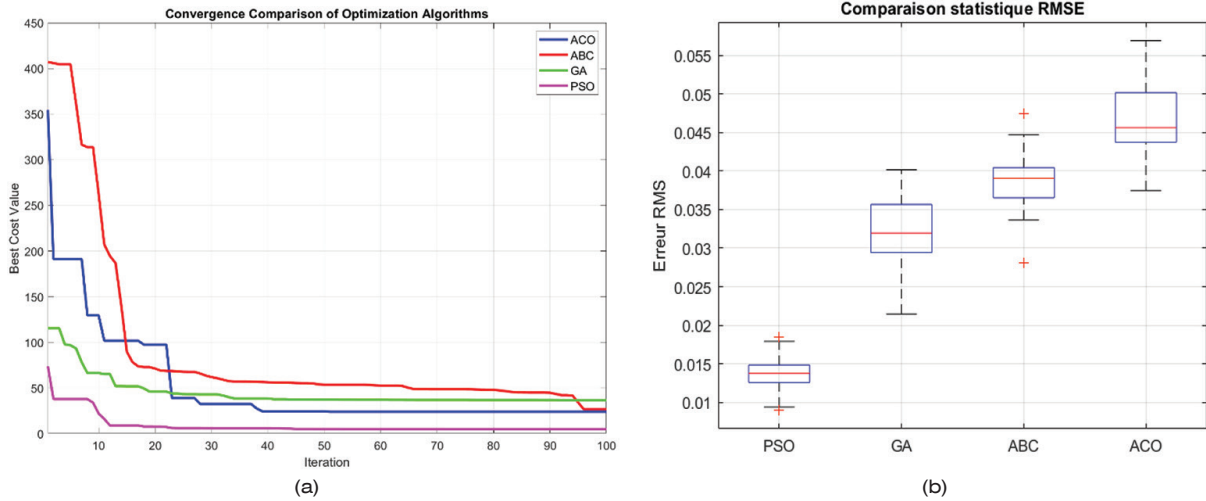 Convergence Comparison of Optimization Algorithms
450
400
350
300
250
200
150
100
50
0
Best Cost Value
10 20 30 40 50 60 70 80 90 100
Iteration
ACO
ABC
GA
PSO
(a)
Comparaison statistique RMSE
0.055
0.05
0.045
0.04
0.035
0.03
0.025
0.02
0.015
0.01
Erreur RMS
PSO GA ABC ACO
(b)